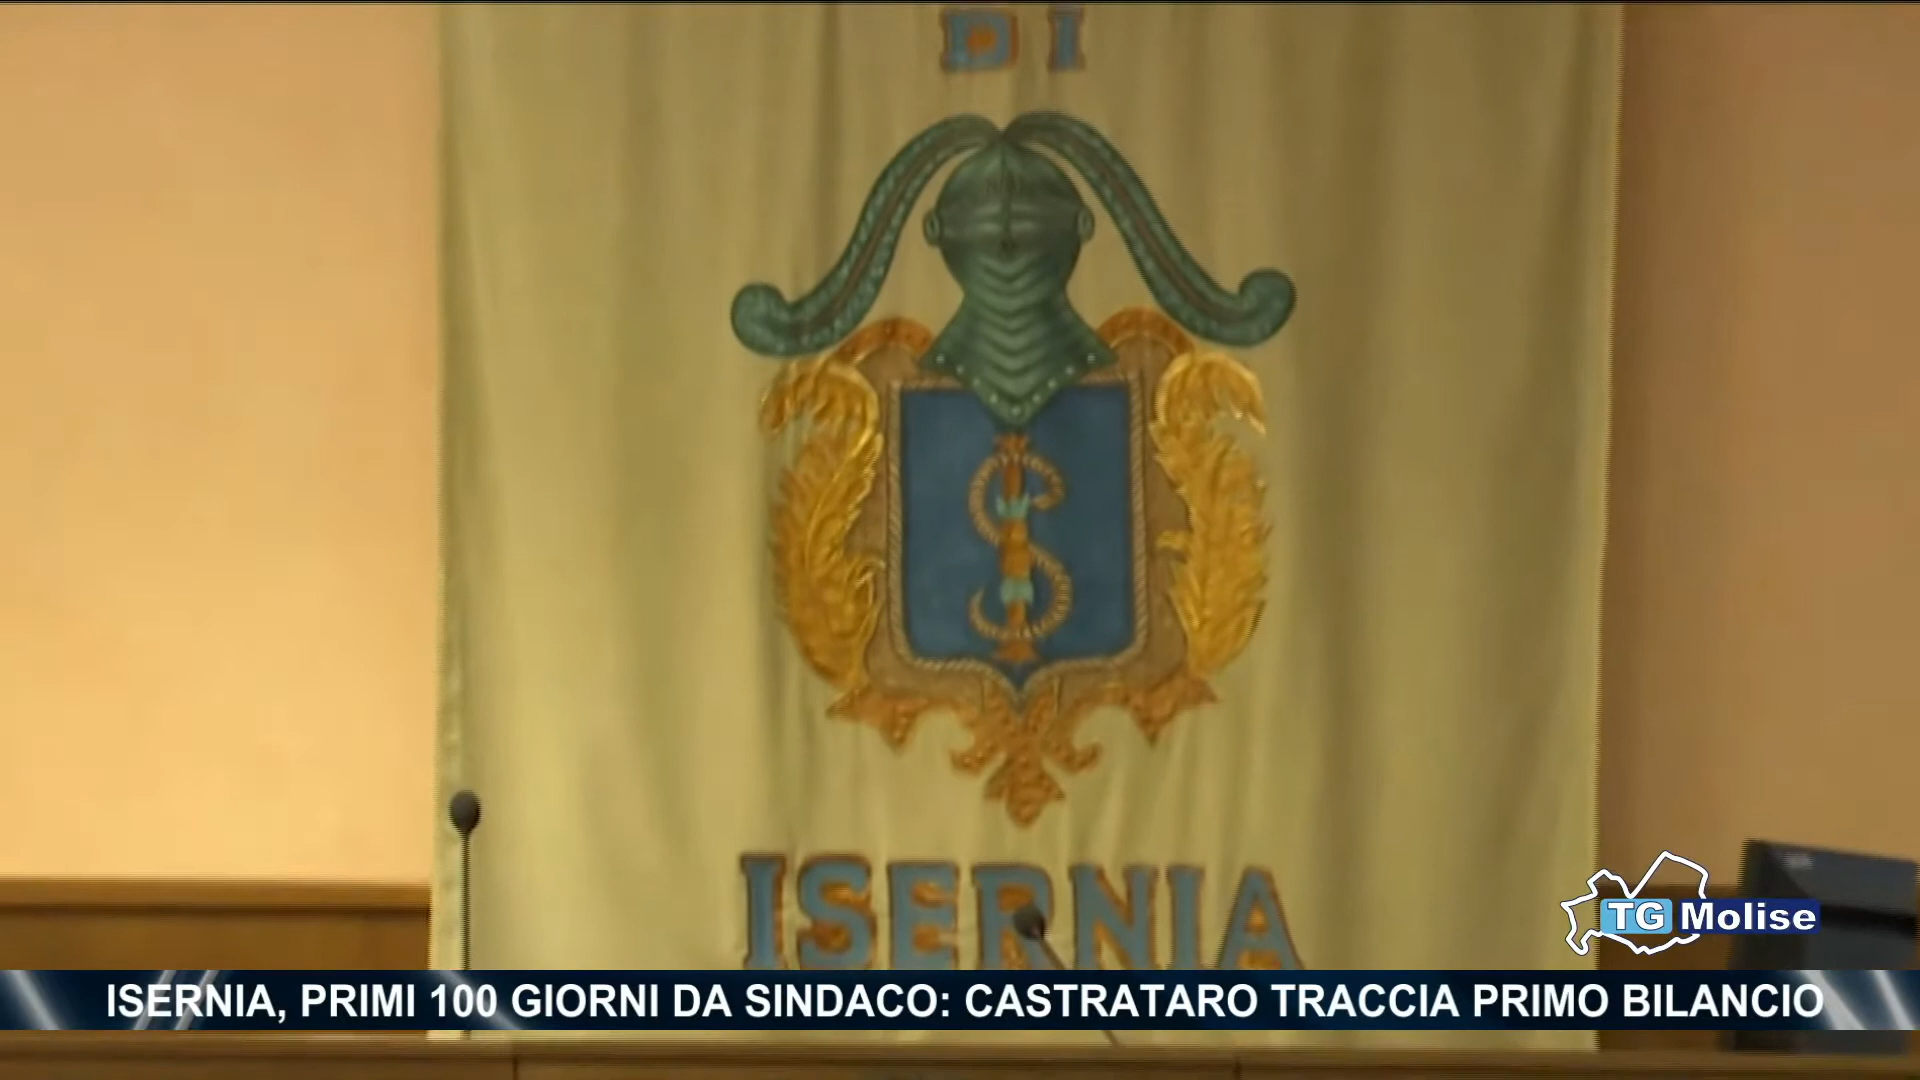 DI
ISERNIA
TG Molise
ISERNIA, PRIMI 100 GIORNI DA SINDACO: CASTRATARO TRACCIA PRIMO BILANCIO